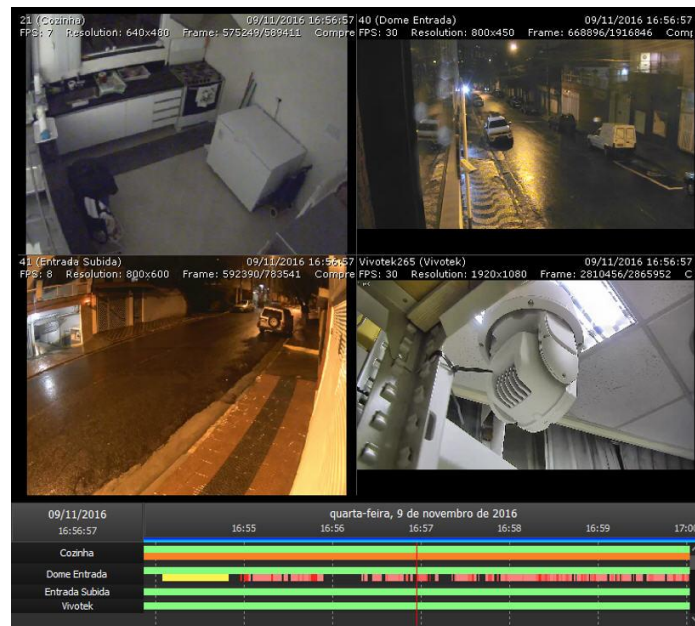 21 (Cozinha) 09/11/2016 16:56:57
FPS: 7 Resolution: 640x480 Frame: 575249/589411 Compre
40 (Dome Entrada) 09/11/2016 16:56:57
FPS: 30 Resolution: 800x450 Frame: 668896/1916846 Comp
41 (Entrada Subida) 09/11/2016 16:56:57
FPS: 8 Resolution: 800x600 Frame: 592390/783541 Compre
Vivotek265 (Vivotek) 09/11/2016 16:56:57
FPS: 30 Resolution: 1920x1080 Frame: 2810456/2865952 C
09/11/2016
16:56:57
quarta-feira, 9 de novembro de 2016
16:55 16:56 16:57 16:58 16:59 17:0
Cozinha
Dome Entrada
Entrada Subida
Vivotek